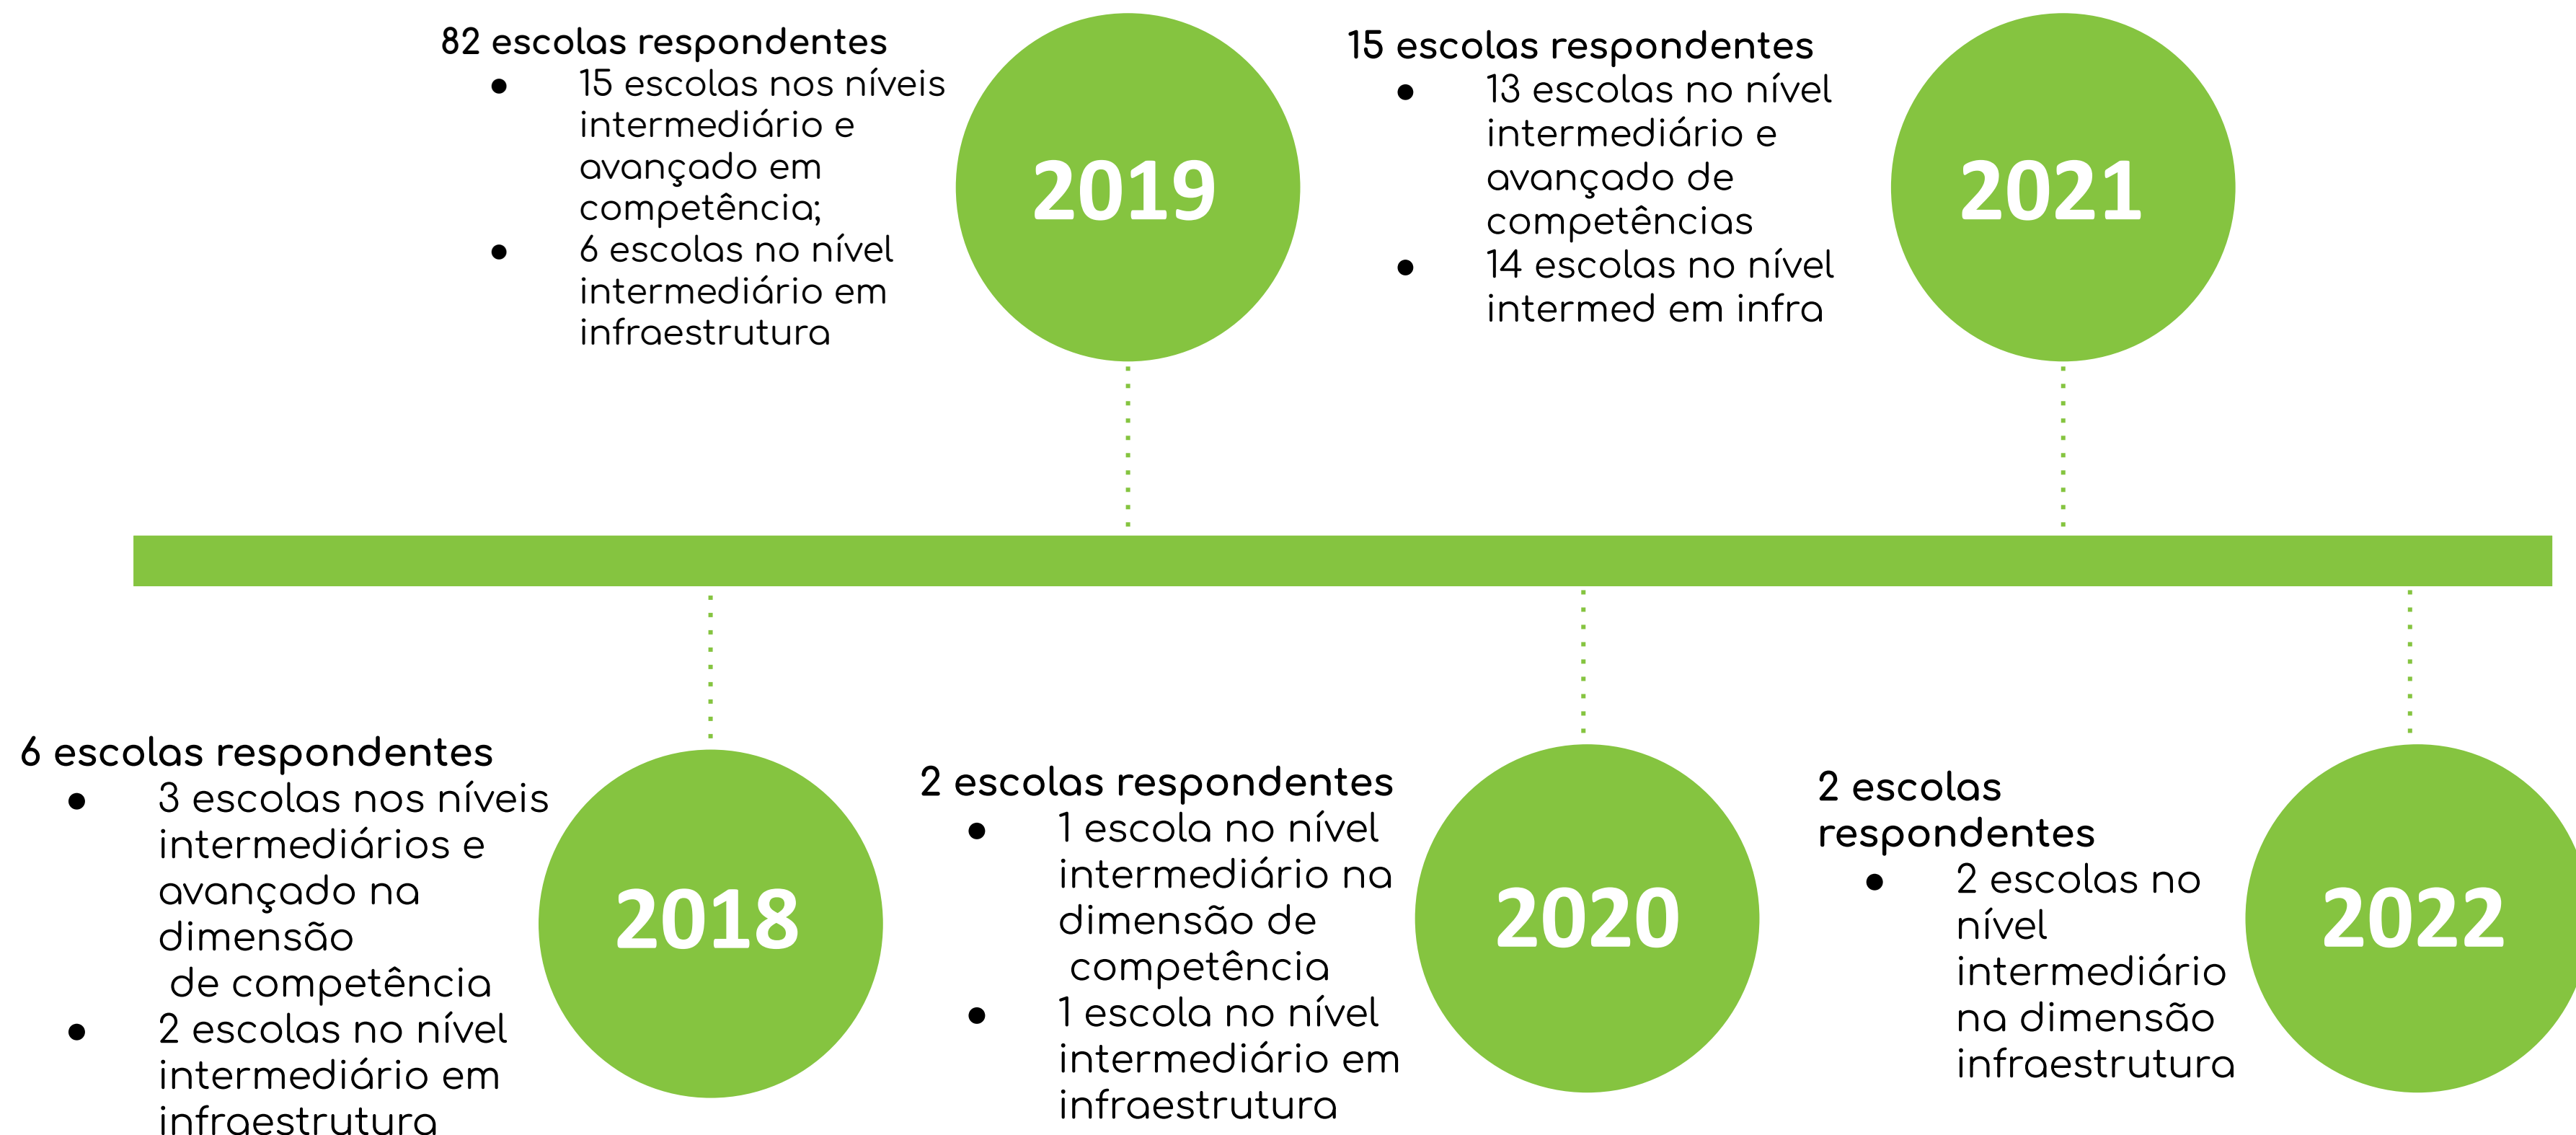 82 escolas respondentes
● 15 escolas nos níveis
intermediário e
avançado em
competência;
● 6 escolas no nível
intermediário em
infraestrutura
2019
15 escolas respondentes
● 13 escolas no nível
intermediário e
avançado de
competências
● 14 escolas no nível
intermed em infra
2021
6 escolas respondentes
● 3 escolas nos níveis
intermediários e
avançado na
dimensão
de competência
● 2 escolas no nível
intermediário em
infraestrutura
2018
2 escolas respondentes
● 1 escola no nível
intermediário na
dimensão de
competência
● 1 escola no nível
intermediário em
infraestrutura
2020
2 escolas
respondentes
● 2 escolas no
nível
intermediário
na dimensão
infraestrutura
2022